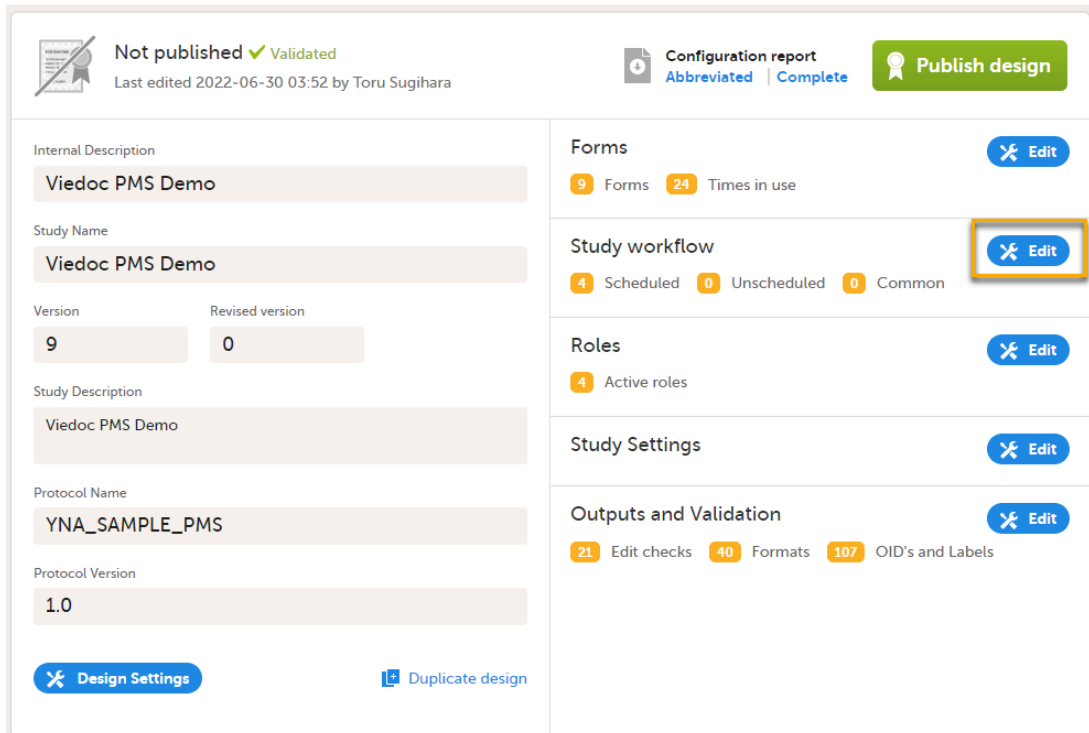 Not published Validated
Last edited 2022-06-30 03:52 by Toru Sugihara
Configuration report
Abbreviated | Complete
Publish design
Internal Description
Viedoc PMS Demo
Study Name
Viedoc PMS Demo
Version Revised version
9 0
Study Description
Viedoc PMS Demo
Protocol Name
YNA_SAMPLE_PMS
Protocol Version
1.0
Design Settings Duplicate design
Forms Edit
9 Forms 24 Times in use
Study workflow Edit
4 Scheduled 0 Unscheduled 0 Common
Roles Edit
4 Active roles
Study Settings Edit
Outputs and Validation Edit
21 Edit checks 40 Formats 107 OID's and Labels